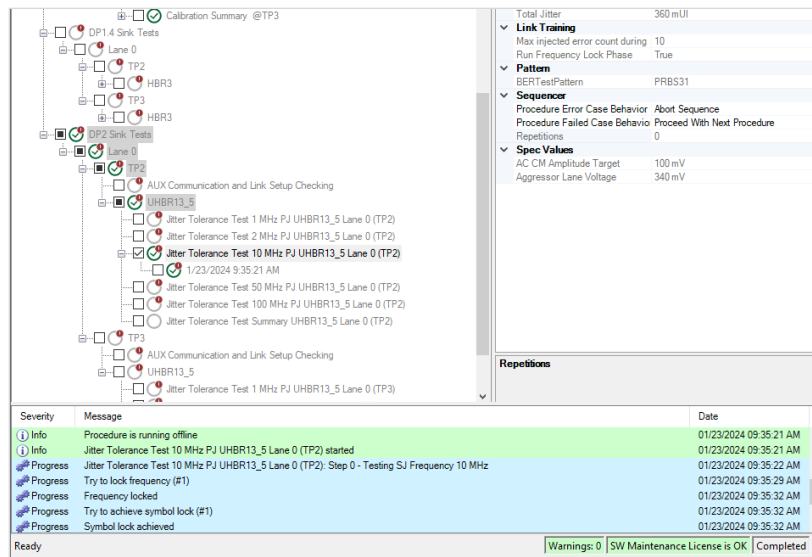 Calibration Summary @TP3
DP1.4 Sink Tests
Lane 0
TP2
HBR3
TP3
HBR3
DP2 Sink Tests
Lane 0
TP2
AUX Communication and Link Setup Checking
UHBR13_5
Jitter Tolerance Test 1 MHz PJ UHBR13_5 Lane 0 (TP2)
Jitter Tolerance Test 2 MHz PJ UHBR13_5 Lane 0 (TP2)
Jitter Tolerance Test 10 MHz PJ UHBR13_5 Lane 0 (TP2)
1/23/2024 9:35:21 AM
Jitter Tolerance Test 50 MHz PJ UHBR13_5 Lane 0 (TP2)
Jitter Tolerance Test 100 MHz PJ UHBR13_5 Lane 0 (TP2)
Jitter Tolerance Test Summary UHBR13_5 Lane 0 (TP2)
TP3
AUX Communication and Link Setup Checking
UHBR13_5
Jitter Tolerance Test 1 MHz PJ UHBR13_5 Lane 0 (TP3)
Total Jitter 360 mUI
Link Training
Max injected error count during 10
Run Frequency Lock Phase True
Pattern
BERTestPattern PRBS31
Sequencer
Procedure Error Case Behavior Abort Sequence
Procedure Failed Case Behavio Proceed With Next Procedure
Repetitions 0
Spec Values
AC CM Amplitude Target 100 mV
Aggressor Lane Voltage 340 mV
Repetitions
Severity Message Date
Info Procedure is running offline 01/23/2024 09:35:21 AM
Info Jitter Tolerance Test 10 MHz PJ UHBR13_5 Lane 0 (TP2) started 01/23/2024 09:35:21 AM
Progress Jitter Tolerance Test 10 MHz PJ UHBR13_5 Lane 0 (TP2): Step 0 - Testing SJ Frequency 10 MHz 01/23/2024 09:35:22 AM
Progress Try to lock frequency (#1) 01/23/2024 09:35:29 AM
Progress Frequency locked 01/23/2024 09:35:32 AM
Progress Try to achieve symbol lock (#1) 01/23/2024 09:35:32 AM
Progress Symbol lock achieved 01/23/2024 09:35:32 AM
Ready Warnings: 0 SW Maintenance License is OK Completed